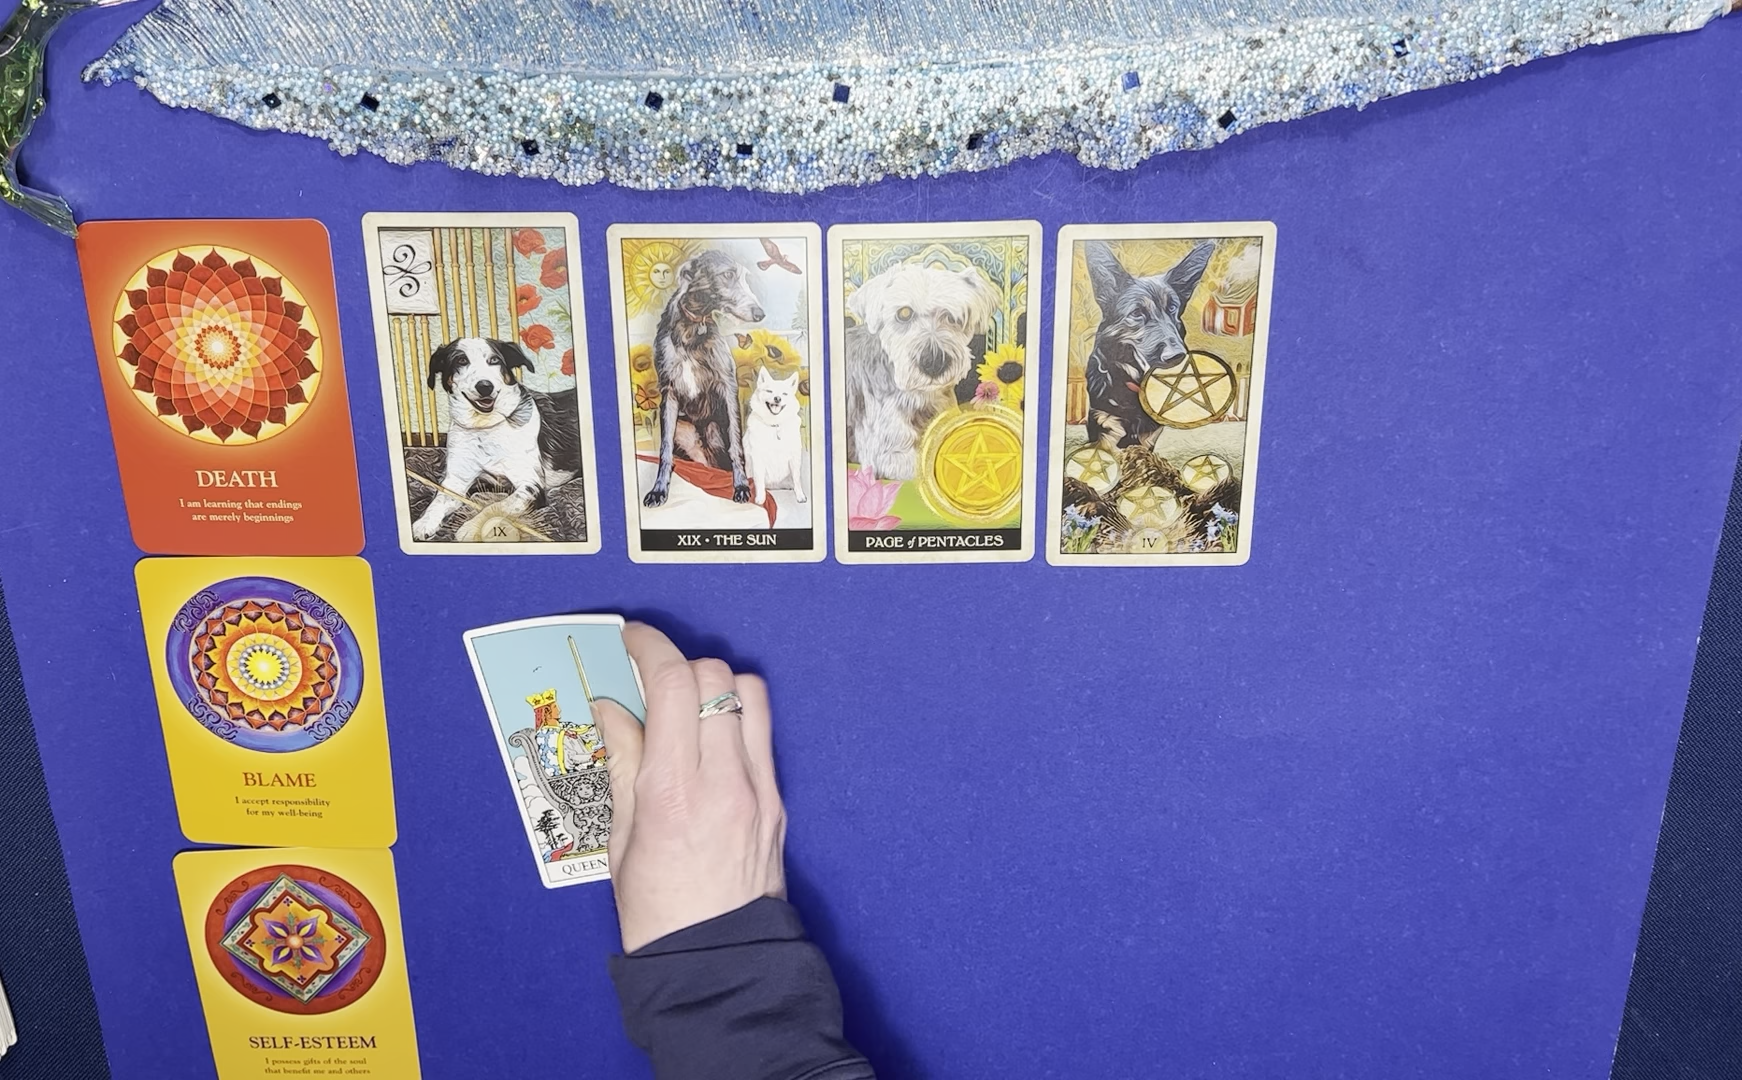 DEATH
I am learning that endings
are merely beginnings
IX
XIX • THE SUN
PAGE of PENTACLES
IV
BLAME
I accept responsibility
for my well-being
QUEEN
SELF-ESTEEM
I possess gifts of the soul
that benefit me and others